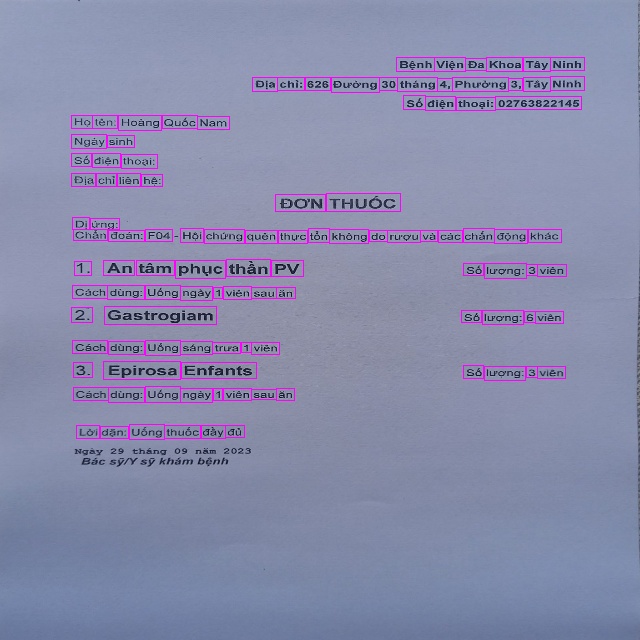 Bệnh Viện Đa Khoa Tây Ninh
Địa chỉ: 626 Đường 30 tháng 4, Phường 3, Tây Ninh
Số điện thoại: 02763822145
Họ tên: Hoàng Quốc Nam
Ngày sinh
Số điện thoại:
Địa chỉ liên hệ:
ĐƠN THUỐC
Dị ứng:
Chẩn đoán: F04 - Hội chứng quên thực tổn không do rượu và các chấn động khác
1. An tâm phục thần PV Số lượng: 3 viên
Cách dùng: Uống ngày 1 viên sau ăn
2. Gastrogiam Số lượng: 6 viên
Cách dùng: Uống sáng trưa 1 viên
3. Epirosa Enfants Số lượng: 3 viên
Cách dùng: Uống ngày 1 viên sau ăn
Lời dặn: Uống thuốc đầy đủ
Ngày 29 tháng 09 năm 2023
Bác sỹ/Y sỹ khám bệnh